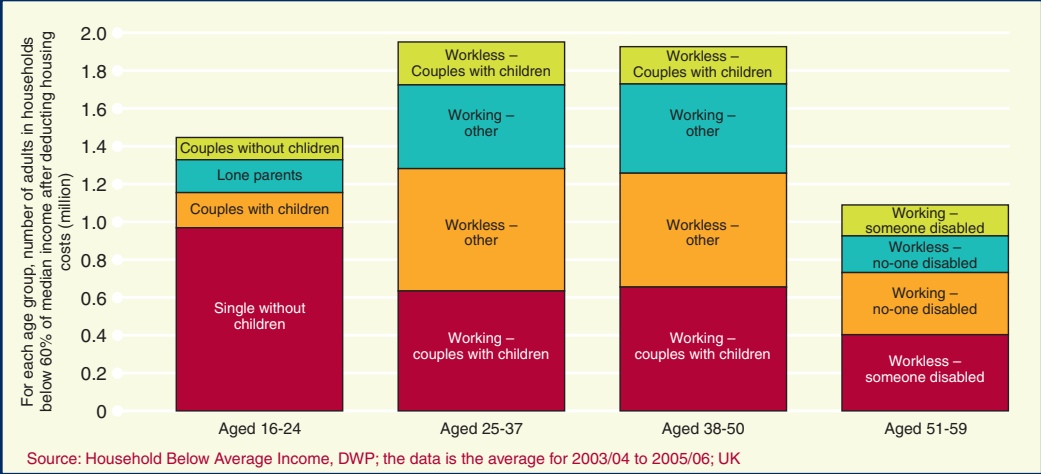 For each age group, number of adults in households
below 60% of median income after deducting housing
costs (million)
2.0
1.8
1.6
1.4
1.2
1.0
0.8
0.6
0.4
0.2
0
Couples without chlidren
Lone parents
Couples with children
Single without
children
Workless –
Couples with children
Working –
other
Workless –
other
Working –
couples with children
Workless –
Couples with children
Working –
other
Workless –
other
Working –
couples with children
Working –
someone disabled
Workless –
no-one disabled
Working –
no-one disabled
Workless –
someone disabled
Aged 16-24
Aged 25-37
Aged 38-50
Aged 51-59
Source: Household Below Average Income, DWP; the data is the average for 2003/04 to 2005/06; UK